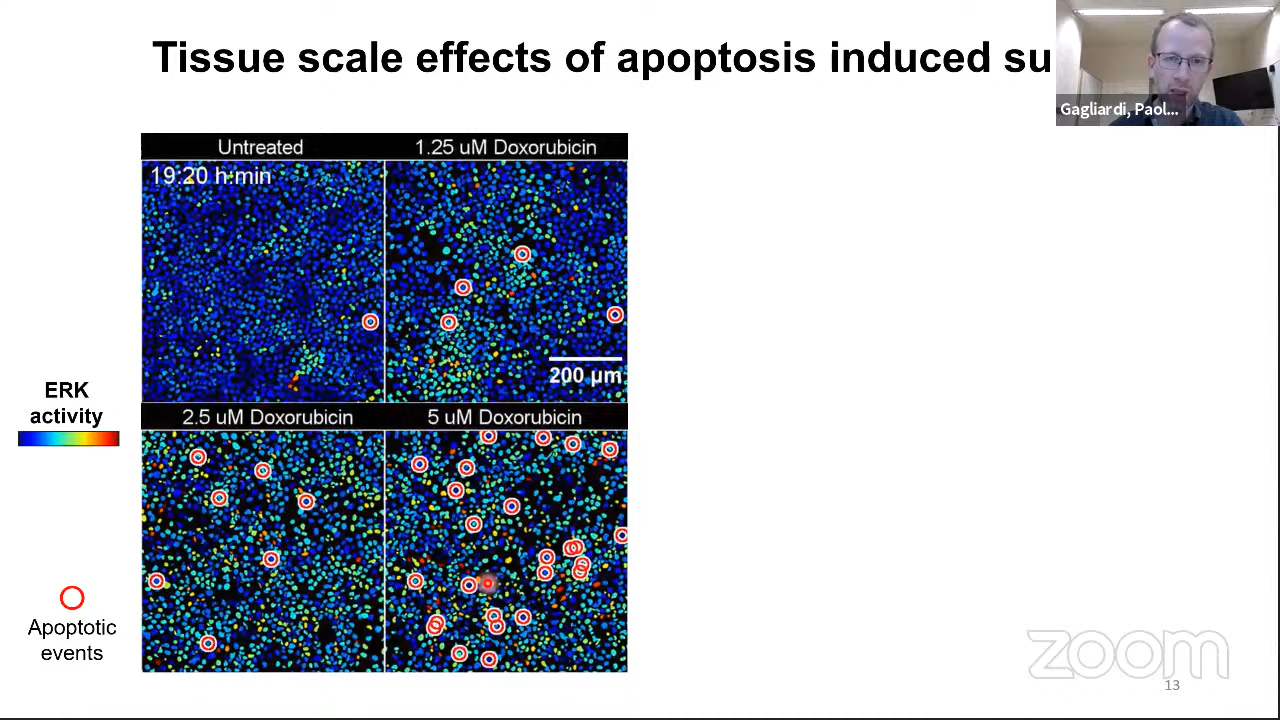 Tissue scale effects of apoptosis induced su
Gagliardi, Paol...
Untreated
1.25 uM Doxorubicin
19:20 h:min
200 µm
ERK
activity
2.5 uM Doxorubicin
5 uM Doxorubicin
Apoptotic
events
zoom
13